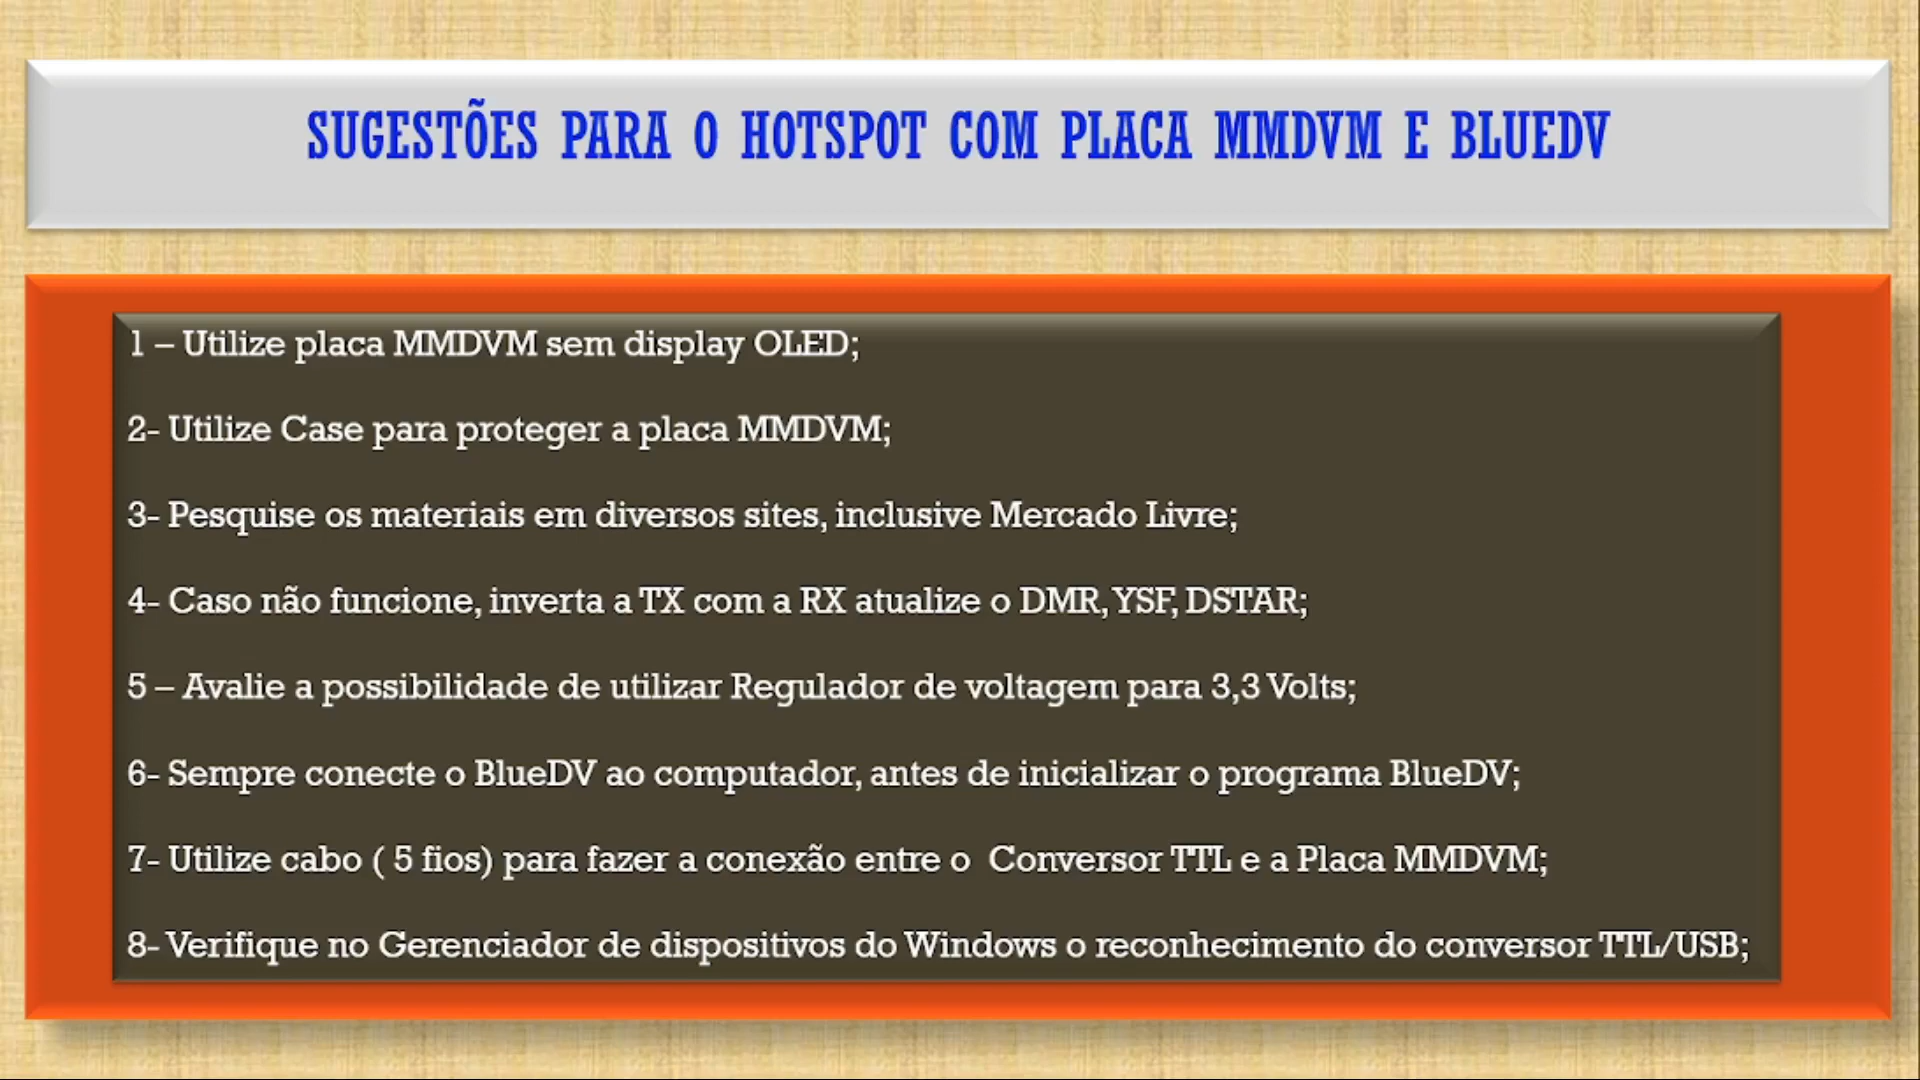 SUGESTÕES PARA O HOTSPOT COM PLACA MMDVM E BLUEDV
1 – Utilize placa MMDVM sem display OLED;
2- Utilize Case para proteger a placa MMDVM;
3- Pesquise os materiais em diversos sites, inclusive Mercado Livre;
4- Caso não funcione, inverta a TX com a RX atualize o DMR, YSF, DSTAR;
5 – Avalie a possibilidade de utilizar Regulador de voltagem para 3,3 Volts;
6- Sempre conecte o BlueDV ao computador, antes de inicializar o programa BlueDV;
7- Utilize cabo ( 5 fios) para fazer a conexão entre o  Conversor TTL e a Placa MMDVM;
8- Verifique no Gerenciador de dispositivos do Windows o reconhecimento do conversor TTL/USB;